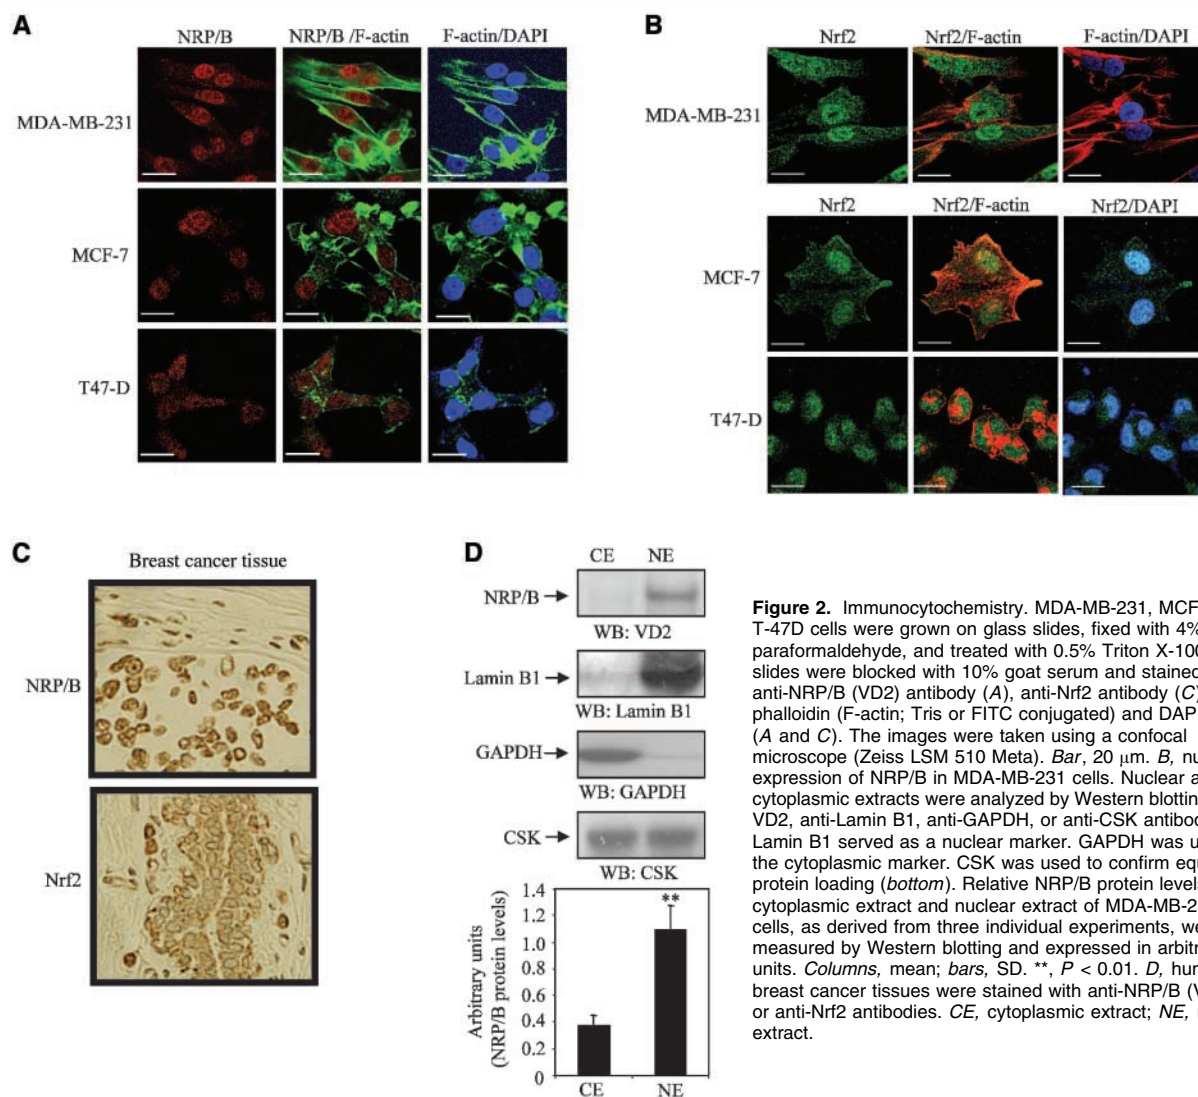 A
NRP/B NRP/B /F-actin F-actin/DAPI
MDA-MB-231
MCF-7
T47-D
B
Nrf2 Nrf2/F-actin F-actin/DAPI
MDA-MB-231
Nrf2 Nrf2/F-actin Nrf2/DAPI
MCF-7
T47-D
C
Breast cancer tissue
NRP/B
Nrf2
D
CE NE
NRP/B
WB: VD2
Lamin B1
WB: Lamin B1
GAPDH
WB: GAPDH
CSK
WB: CSK
Arbitrary units
(NRP/B protein levels)
1.4
1.2
1.0
0.8
0.6
0.4
0.2
0
**
CE NE
Figure 2. Immunocytochemistry. MDA-MB-231, MCF
T-47D cells were grown on glass slides, fixed with 4%
paraformaldehyde, and treated with 0.5% Triton X-100
slides were blocked with 10% goat serum and stained
anti-NRP/B (VD2) antibody (A), anti-Nrf2 antibody (C)
phalloidin (F-actin; Tris or FITC conjugated) and DAP
(A and C). The images were taken using a confocal
microscope (Zeiss LSM 510 Meta). Bar, 20 μm. B, nu
expression of NRP/B in MDA-MB-231 cells. Nuclear a
cytoplasmic extracts were analyzed by Western blottin
VD2, anti-Lamin B1, anti-GAPDH, or anti-CSK antibod
Lamin B1 served as a nuclear marker. GAPDH was u
the cytoplasmic marker. CSK was used to confirm equ
protein loading (bottom). Relative NRP/B protein levels
cytoplasmic extract and nuclear extract of MDA-MB-2
cells, as derived from three individual experiments, we
measured by Western blotting and expressed in arbitr
units. Columns, mean; bars, SD. **, P < 0.01. D, hum
breast cancer tissues were stained with anti-NRP/B (V
or anti-Nrf2 antibodies. CE, cytoplasmic extract; NE,
extract.